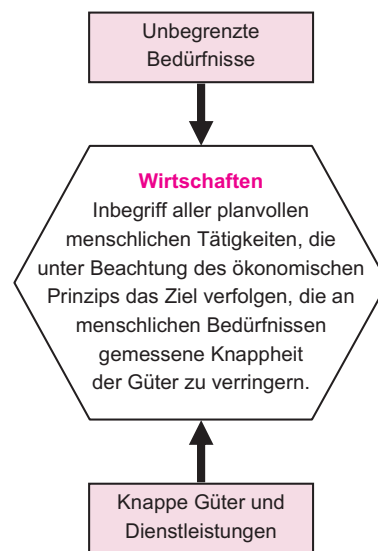 Unbegrenzte
Bedürfnisse
Wirtschaften
Inbegriff aller planvollen
menschlichen Tätigkeiten, die
unter Beachtung des ökonomischen
Prinzips das Ziel verfolgen, die an
menschlichen Bedürfnissen
gemessene Knappheit
der Güter zu verringern.
Knappe Güter und
Dienstleistungen